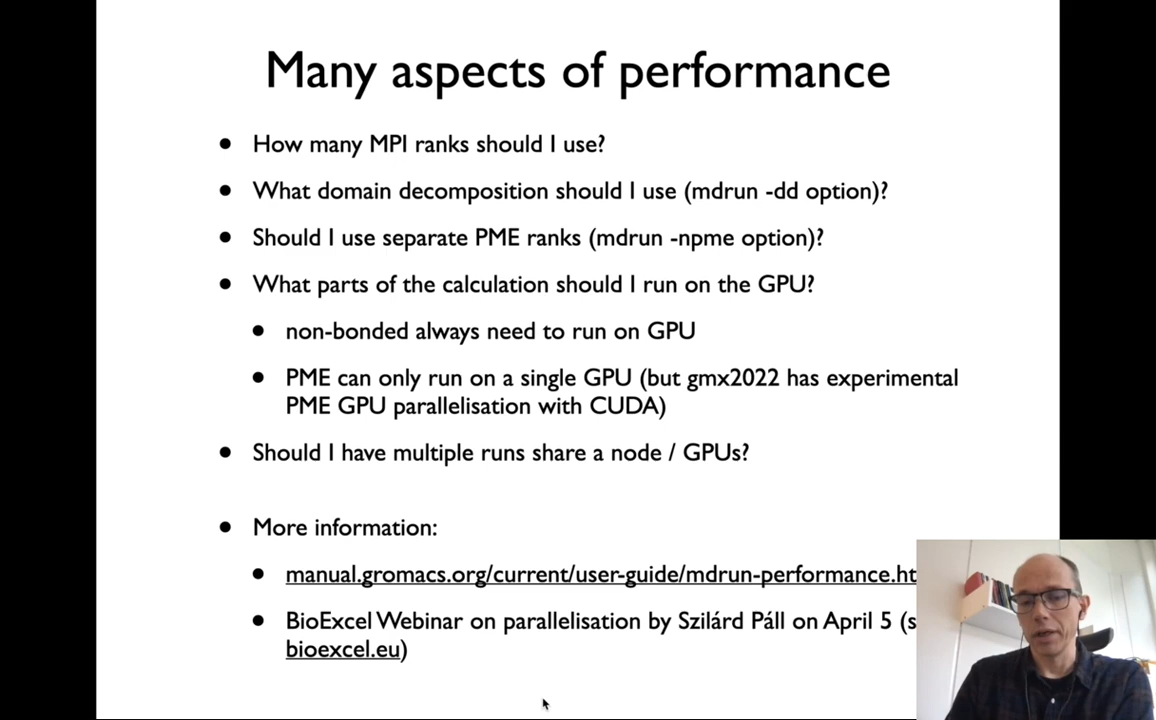 Many aspects of performance
• How many MPI ranks should I use?
• What domain decomposition should I use (mdrun -dd option)?
• Should I use separate PME ranks (mdrun -npme option)?
• What parts of the calculation should I run on the GPU?
• non-bonded always need to run on GPU
• PME can only run on a single GPU (but gmx2022 has experimental
PME GPU parallelisation with CUDA)
• Should I have multiple runs share a node / GPUs?
• More information:
• manual.gromacs.org/current/user-guide/mdrun-performance.ht
• BioExcel Webinar on parallelisation by Szilárd Páll on April 5 (s
bioexcel.eu)